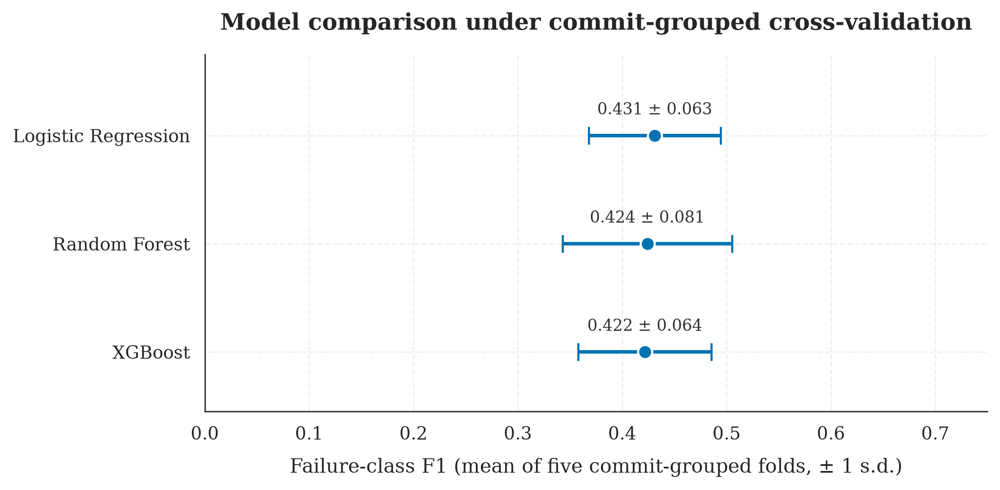 Model comparison under commit-grouped cross-validation
0.431 ± 0.063
Logistic Regression
0.424 ± 0.081
Random Forest
0.422 ± 0.064
XGBoost
0.0 0.1 0.2 0.3 0.4 0.5 0.6 0.7
Failure-class F1 (mean of five commit-grouped folds, ± 1 s.d.)